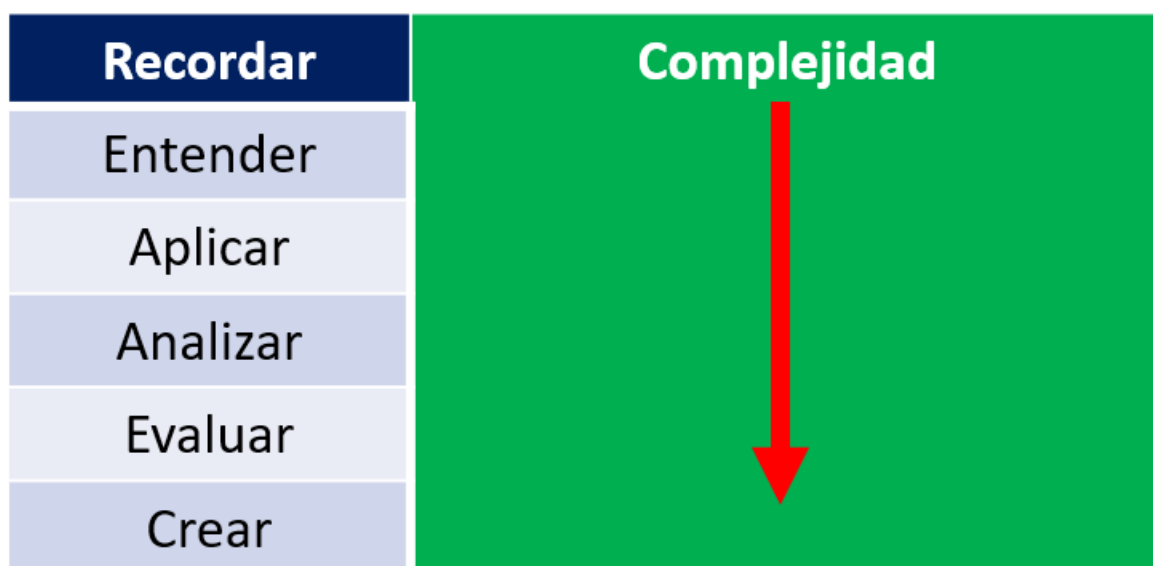 Recordar
Complejidad
Entender
Aplicar
Analizar
Evaluar
Crear